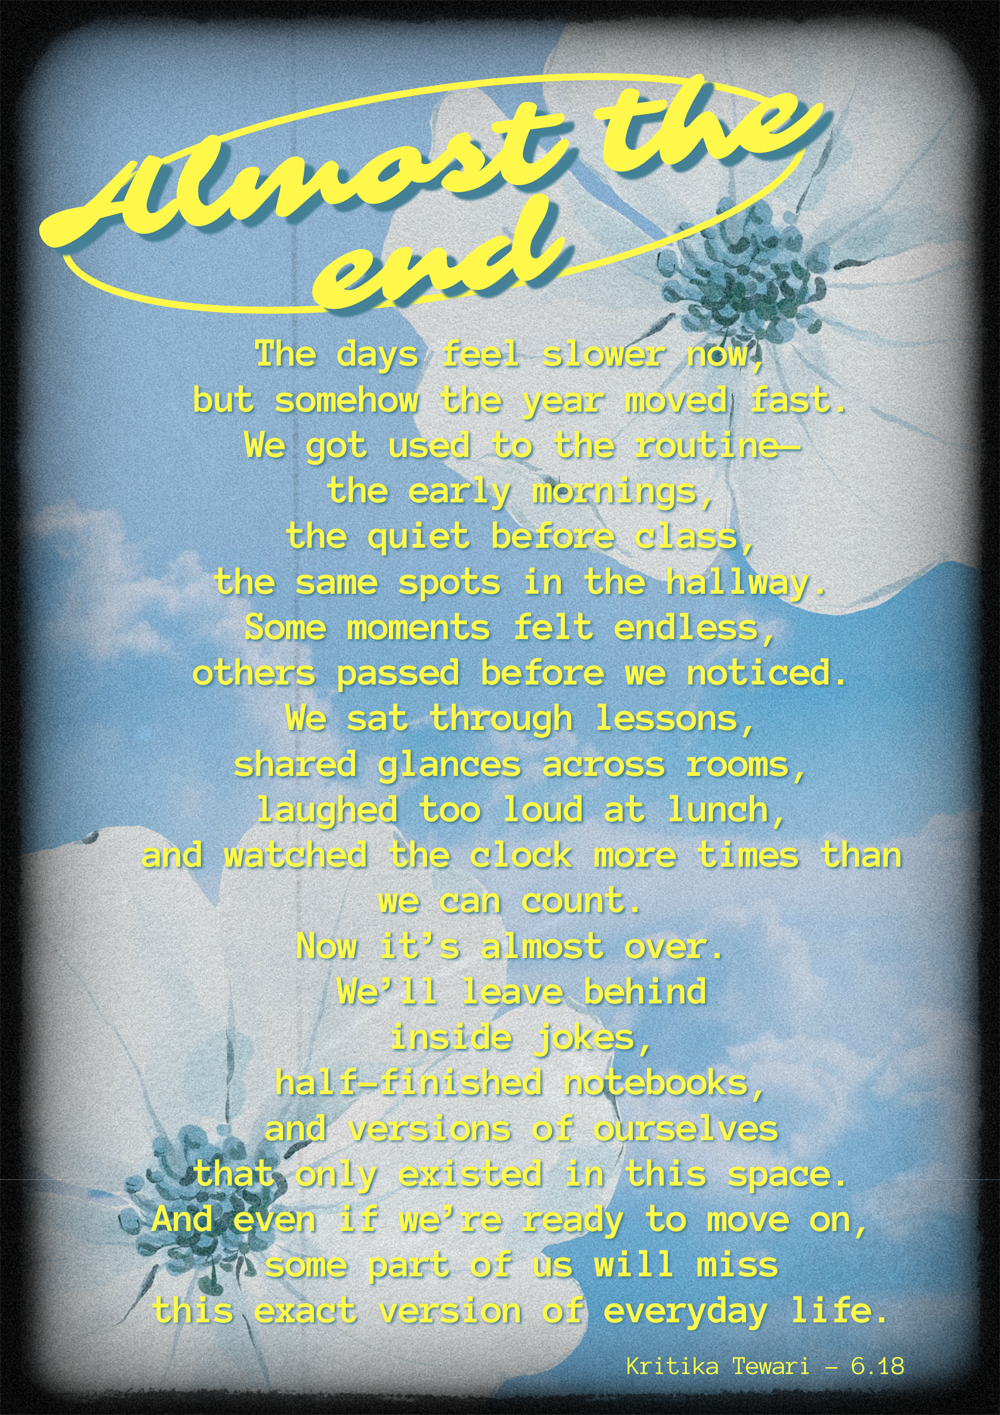 Almost the
end
The days feel slower now,
but somehow the year moved fast.
We got used to the routine—
the early mornings,
the quiet before class,
the same spots in the hallway.
Some moments felt endless,
others passed before we noticed.
We sat through lessons,
shared glances across rooms,
laughed too loud at lunch,
and watched the clock more times than
we can count.
Now it’s almost over.
We’ll leave behind
inside jokes,
half-finished notebooks,
and versions of ourselves
that only existed in this space.
And even if we’re ready to move on,
some part of us will miss
this exact version of everyday life.
Kritika Tewari - 6.18